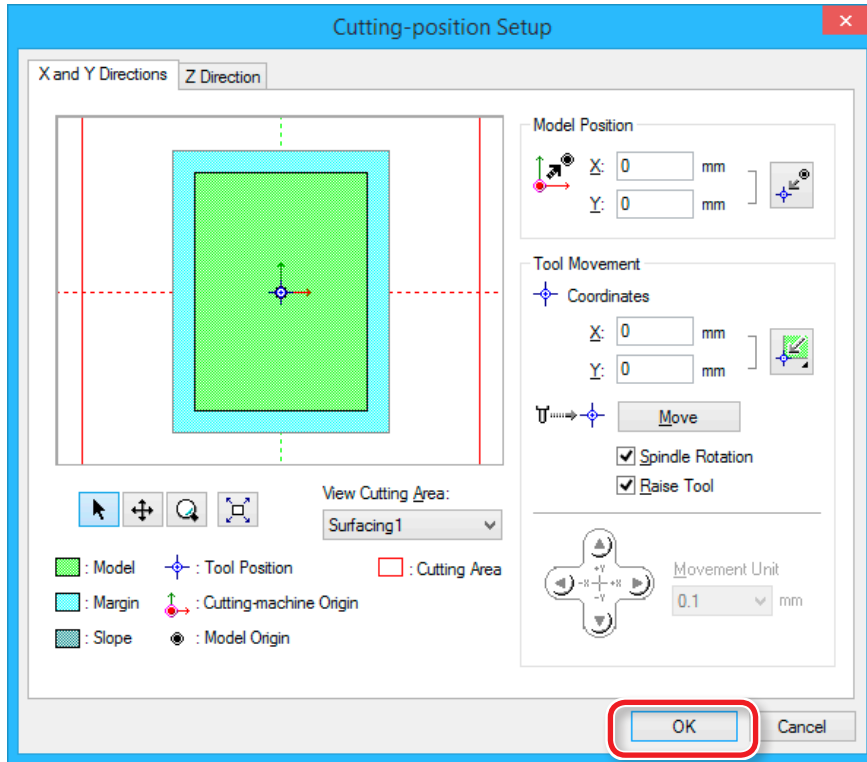 Cutting-position Setup
X and Y Directions
Z Direction
Model Position
X: 0 mm
Y: 0 mm
Tool Movement
Coordinates
X: 0 mm
Y: 0 mm
Move
Spindle Rotation
Raise Tool
+Y
-X +X
-Y
Movement Unit
0.1 mm
View Cutting Area:
Surfacing1
: Model
: Tool Position
: Cutting Area
: Margin
: Cutting-machine Origin
: Slope
: Model Origin
OK
Cancel